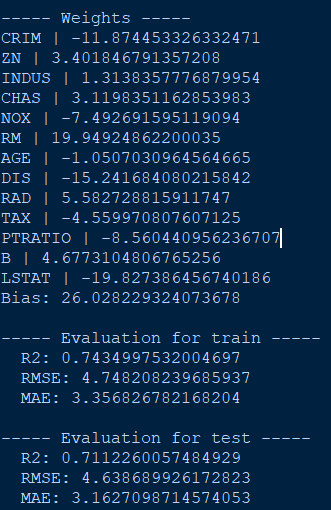 ----- Weights -----
CRIM | -11.874453326332471
ZN | 3.401846791357208
INDUS | 1.3138357776879954
CHAS | 3.1198351162853983
NOX | -7.492691595119094
RM | 19.94924862200035
AGE | -1.0507030964564665
DIS | -15.241684080215842
RAD | 5.582728815911747
TAX | -4.559970807607125
PTRATIO | -8.560440956236707
B | 4.6773104806765256
LSTAT | -19.827386456740186
Bias: 26.028229324073678
----- Evaluation for train -----
R2: 0.7434997532004697
RMSE: 4.748208239685937
MAE: 3.356826782168204
----- Evaluation for test -----
R2: 0.7112260057484929
RMSE: 4.638689926172823
MAE: 3.1627098714574053